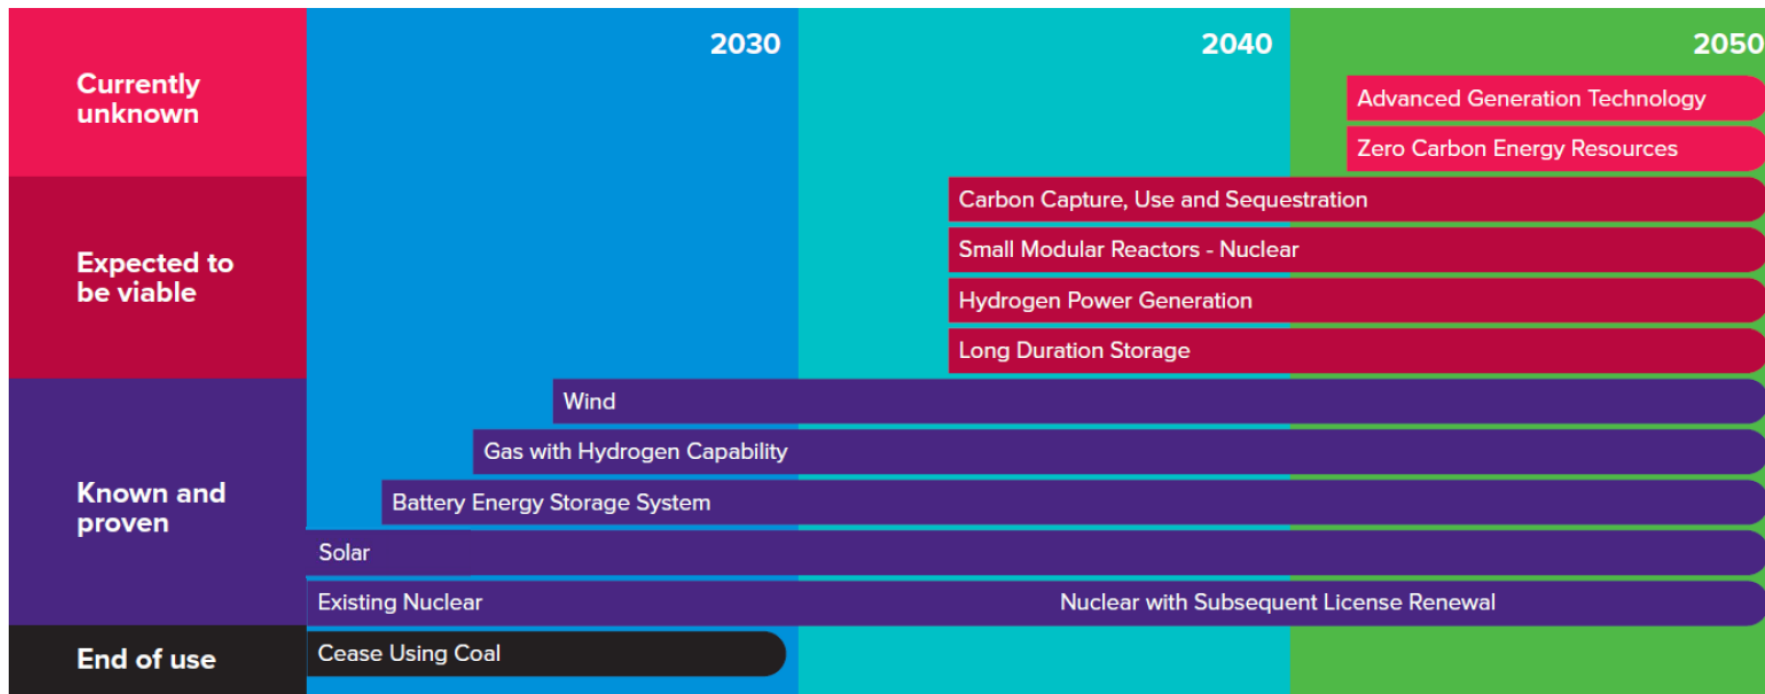 2030
2040
2050
Currently
unknown
Advanced Generation Technology
Zero Carbon Energy Resources
Expected to
be viable
Carbon Capture, Use and Sequestration
Small Modular Reactors - Nuclear
Hydrogen Power Generation
Long Duration Storage
Known and
proven
Wind
Gas with Hydrogen Capability
Battery Energy Storage System
Solar
Existing Nuclear
Nuclear with Subsequent License Renewal
End of use
Cease Using Coal